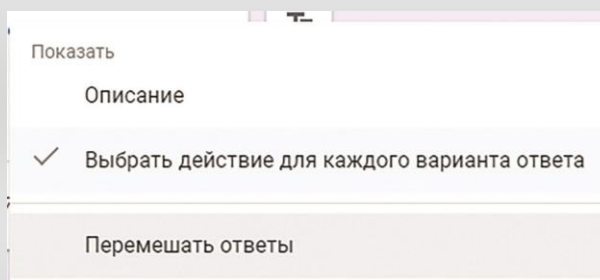 Показать
Описание
Выбрать действие для каждого варианта ответа
Перемешать ответы